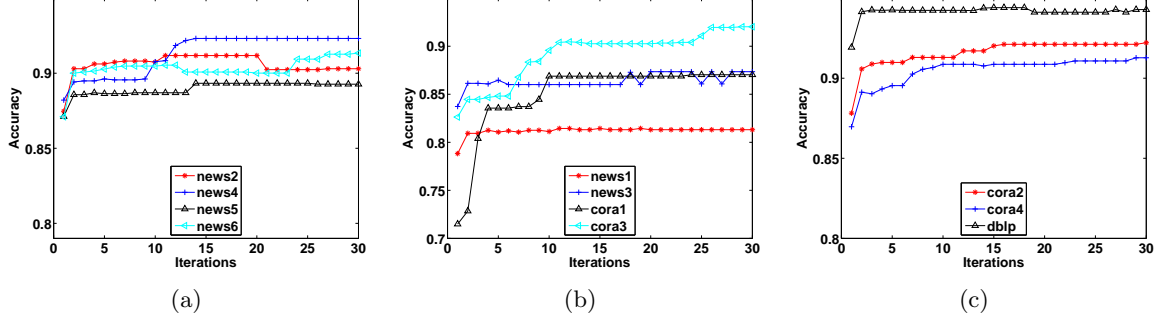 0.9
0.85
0.8
0 5 10 15 20 25 30
Accuracy
Iterations
news2
news4
news5
news6
(a)
0.9
0.85
0.8
0.75
0.7
0 5 10 15 20 25 30
Accuracy
Iterations
news1
news3
cora1
cora3
(b)
0.9
0.85
0.8
0 5 10 15 20 25 30
Accuracy
Iterations
cora2
cora4
dblp
(c)